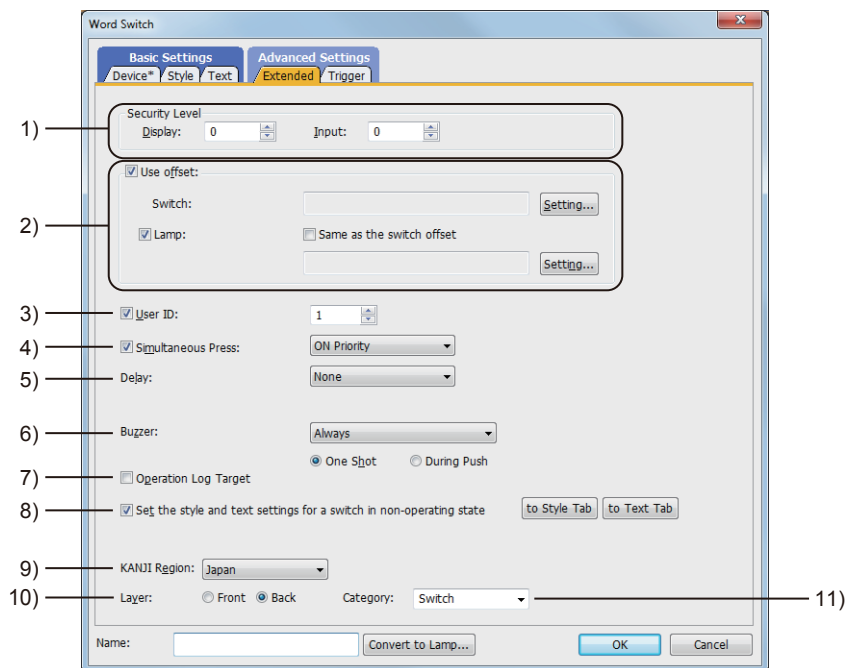 Word Switch
x
Basic Settings Advanced Settings
Device* Style Text Extended Trigger
1) Security Level
Display: 0 Input: 0
Use offset:
Switch: Setting...
2) Lamp: Same as the switch offset
Setting...
3) User ID: 1
4) Simultaneous Press: ON Priority
5) Delay: None
6) Buzzer: Always
One Shot During Push
7) Operation Log Target
8) Set the style and text settings for a switch in non-operating state to Style Tab to Text Tab
9) KANJI Region: Japan
10) Layer: Front Back Category: Switch 11)
Name: Convert to Lamp... OK Cancel